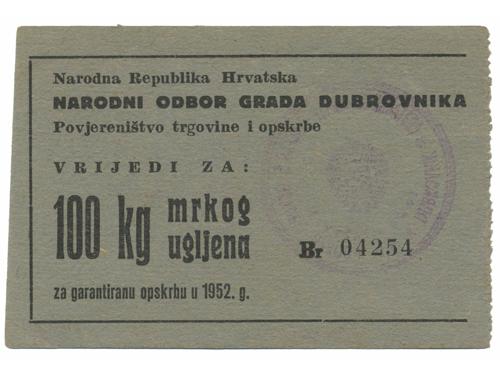 Narodna Republika Hrvatska
NARODNI ODBOR GRADA DUBROVNIKA
Povjereništvo trgovine i opskrbe
VRIJEDI ZA:
100 kg mrkog ugljena
Br 04254
za garantiranu opskrbu u 1952. g.